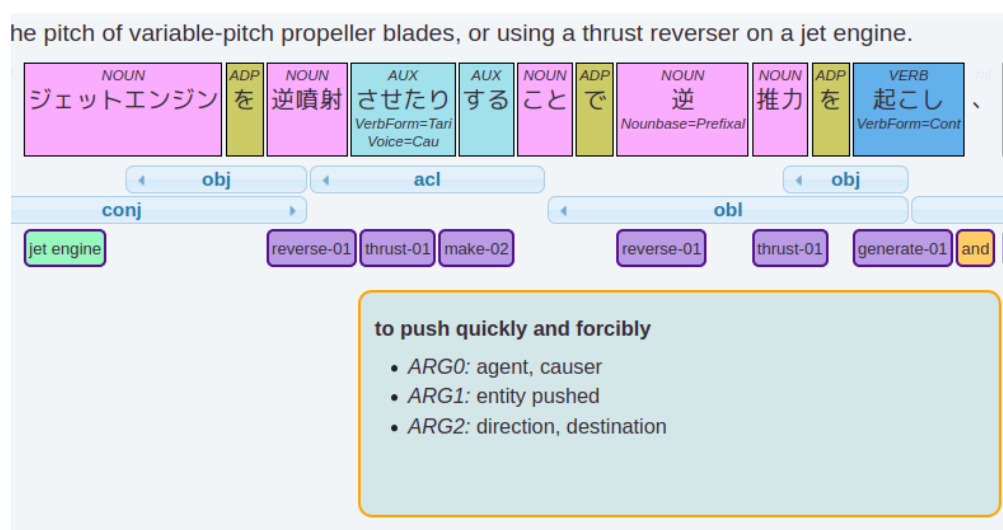 he pitch of variable-pitch propeller blades, or using a thrust reverser on a jet engine.
NOUN ADP NOUN AUX AUX NOUN ADP NOUN NOUN ADP VERB nil
ジェットエンジン を 逆噴射 させたり する こと で 逆 推力 を 起こし 、
VerbForm=Tari Nounbase=Prefixal VerbForm=Cont
Voice=Cau
obj acl obj
conj obl
jet engine reverse-01 thrust-01 make-02 reverse-01 thrust-01 generate-01 and
to push quickly and forcibly
• ARG0: agent, causer
• ARG1: entity pushed
• ARG2: direction, destination